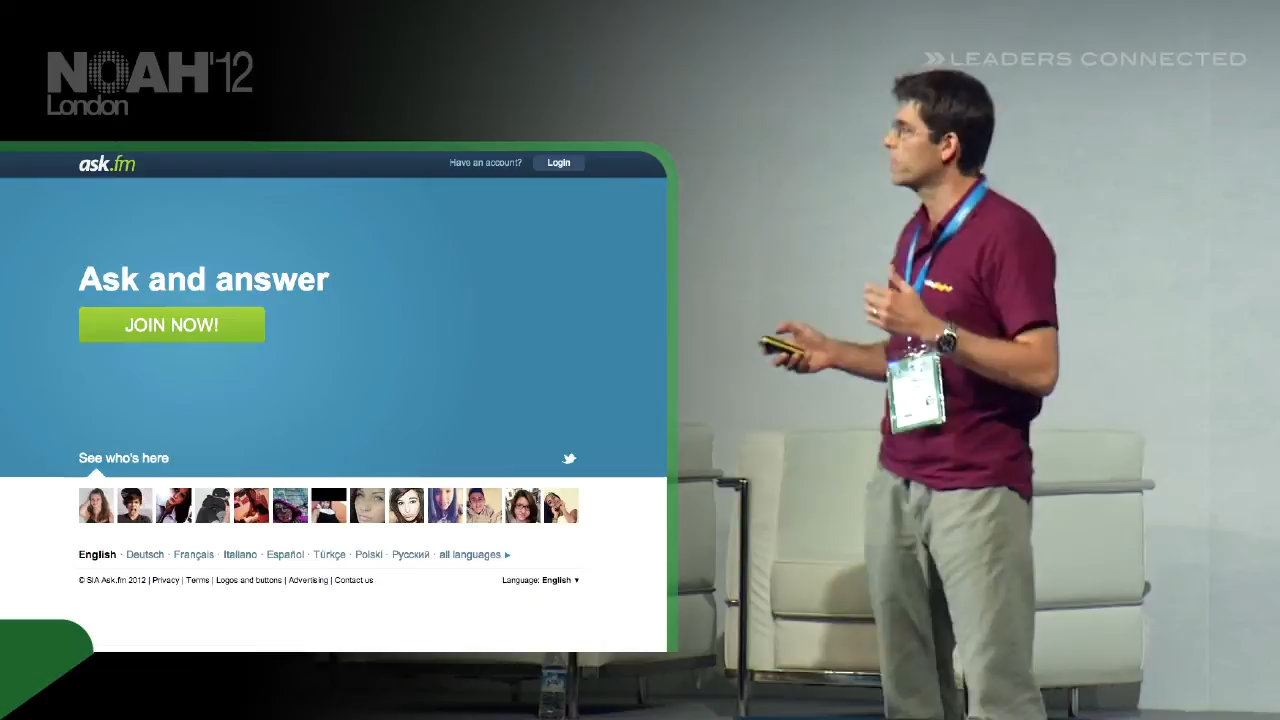 NOAH'12
London
LEADERS CONNECTED
ask.fm
Have an account?
Login
Ask and answer
JOIN NOW!
See who's here
English · Deutsch · Français · Italiano · Español · Türkçe · Polski · Русский · all languages ▸
© SIA Ask.fm 2012 | Privacy | Terms | Logos and buttons | Advertising | Contact us
Language: English ▾